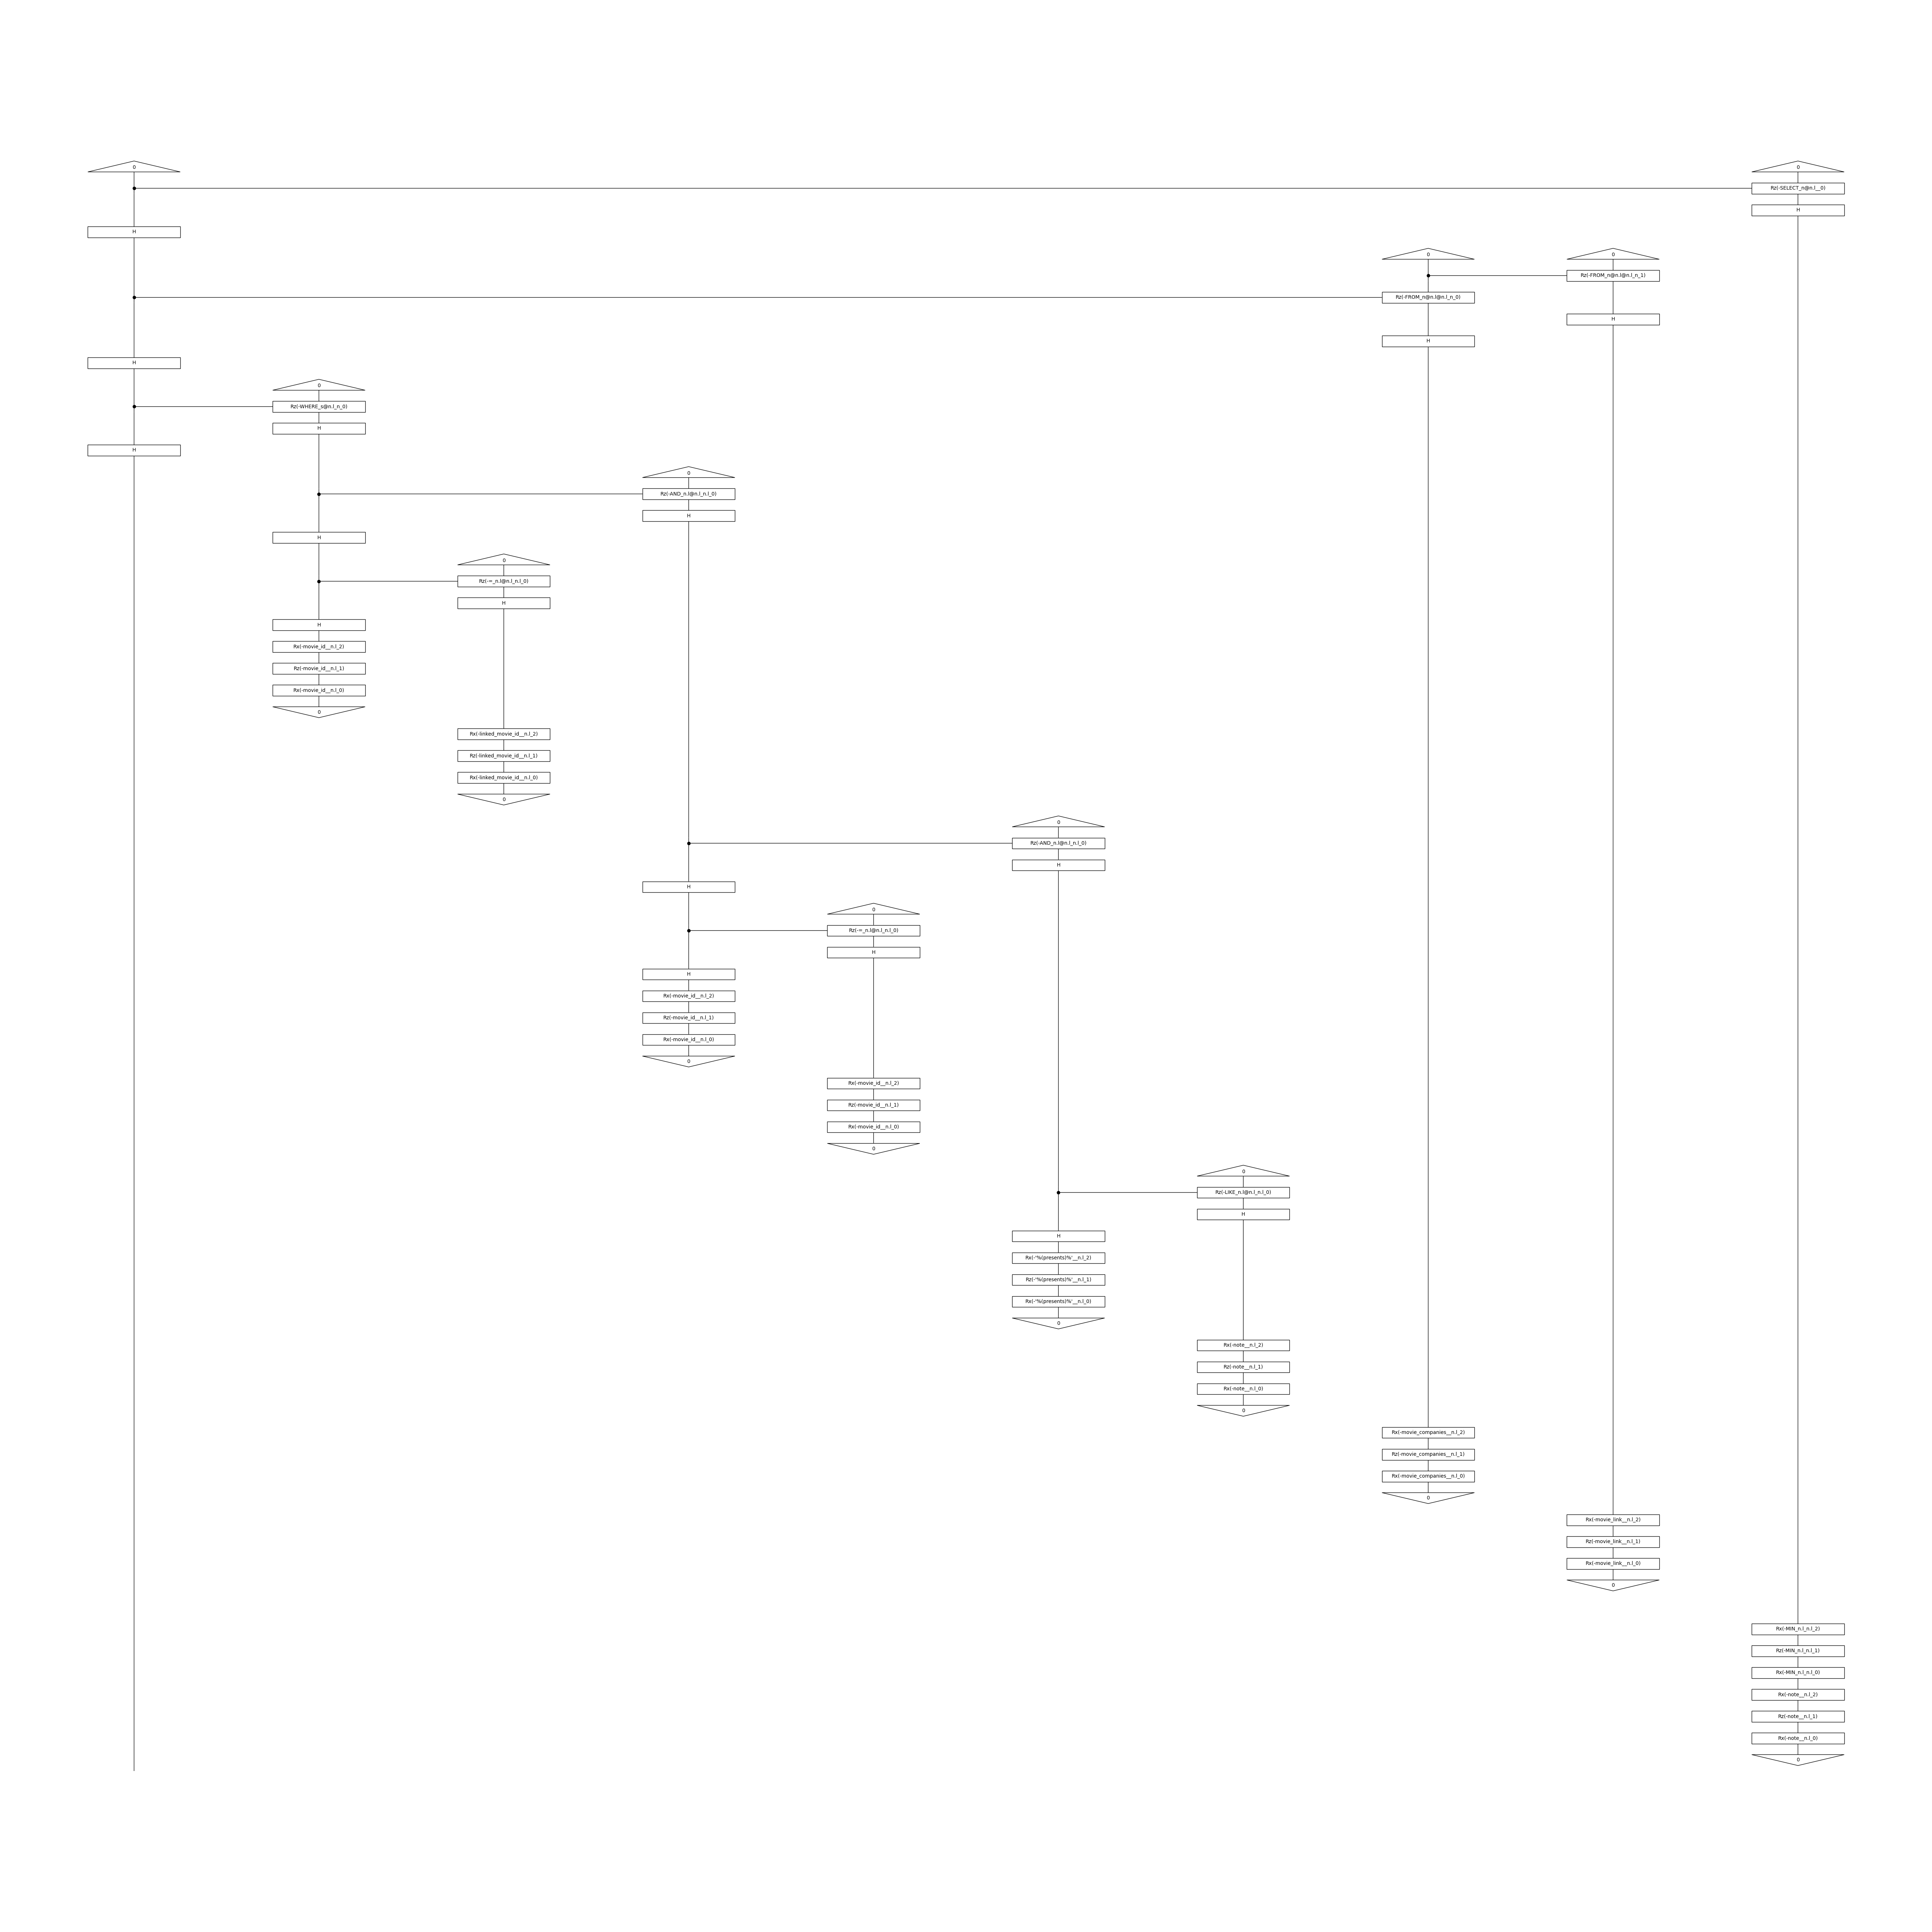 0 0
Rz(-SELECT_n@n.l__0)
H
H
0 0
Rz(-FROM_n@n.l@n.l_n_1)
Rz(-FROM_n@n.l@n.l_n_0)
H
H
H
0
Rz(-WHERE_s@n.l_n_0)
H
H
0
Rz(-AND_n.l@n.l_n.l_0)
H
H
0
Rz(-=_n.l@n.l_n.l_0)
H
H
Rx(-movie_id__n.l_2)
Rz(-movie_id__n.l_1)
Rx(-movie_id__n.l_0)
0
Rx(-linked_movie_id__n.l_2)
Rz(-linked_movie_id__n.l_1)
Rx(-linked_movie_id__n.l_0)
0
0
Rz(-AND_n.l@n.l_n.l_0)
H
H
0
Rz(-=_n.l@n.l_n.l_0)
H
H
Rx(-movie_id__n.l_2)
Rz(-movie_id__n.l_1)
Rx(-movie_id__n.l_0)
0
Rx(-movie_id__n.l_2)
Rz(-movie_id__n.l_1)
Rx(-movie_id__n.l_0)
0
0
Rz(-LIKE_n.l@n.l_n.l_0)
H
H
Rx(-'%(presents)%'__n.l_2)
Rz(-'%(presents)%'__n.l_1)
Rx(-'%(presents)%'__n.l_0)
0
Rx(-note__n.l_2)
Rz(-note__n.l_1)
Rx(-note__n.l_0)
0
Rx(-movie_companies__n.l_2)
Rz(-movie_companies__n.l_1)
Rx(-movie_companies__n.l_0)
0
Rx(-movie_link__n.l_2)
Rz(-movie_link__n.l_1)
Rx(-movie_link__n.l_0)
0
Rx(-MIN_n.l_n.l_2)
Rz(-MIN_n.l_n.l_1)
Rx(-MIN_n.l_n.l_0)
Rx(-note__n.l_2)
Rz(-note__n.l_1)
Rx(-note__n.l_0)
0